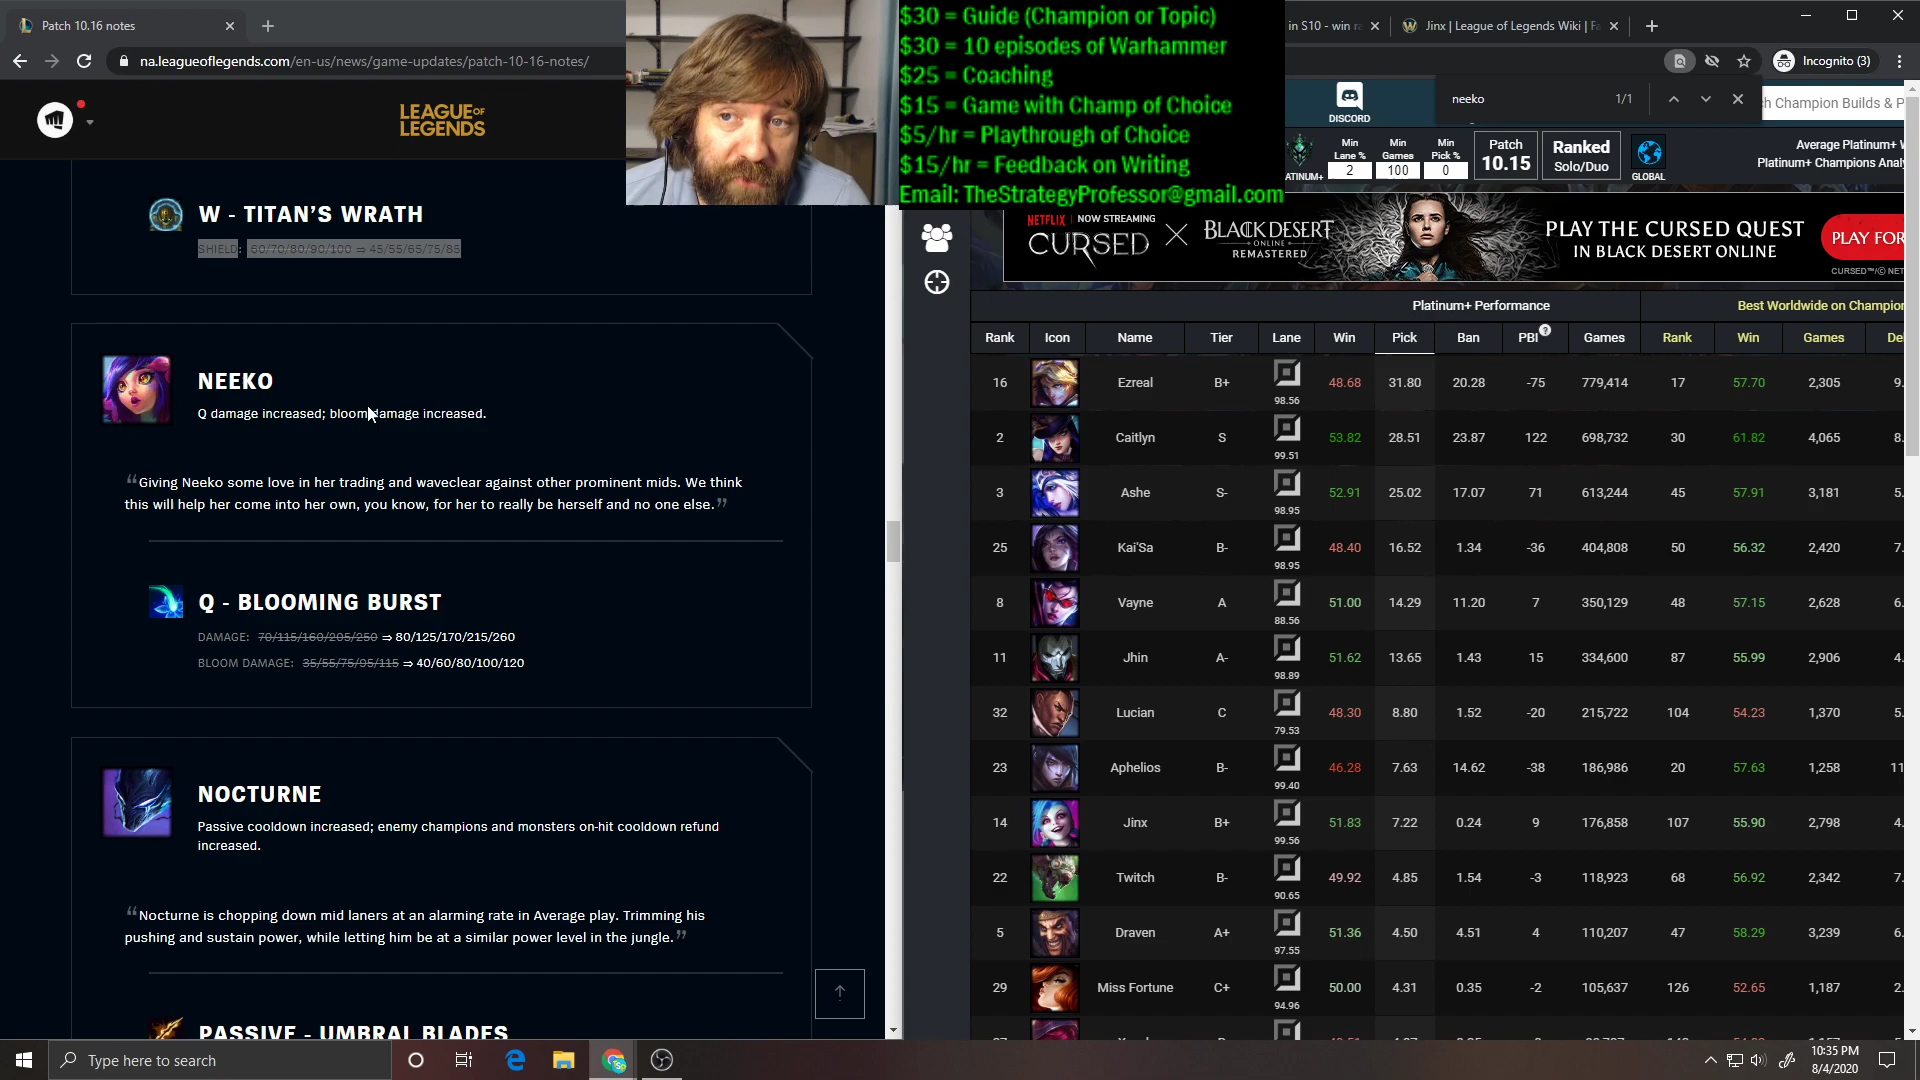 Patch 10.16 notes
na.leagueoflegends.com/en-us/news/game-updates/patch-10-16-notes/
LEAGUE OF
LEGENDS
W - TITAN'S WRATH
SHIELD: 60/70/80/90/100 ⇒ 45/55/65/75/85
NEEKO
Q damage increased; bloom damage increased.
“Giving Neeko some love in her trading and waveclear against other prominent mids. We think
this will help her come into her own, you know, for her to really be herself and no one else.”
Q - BLOOMING BURST
DAMAGE: 70/115/160/205/250 ⇒ 80/125/170/215/260
BLOOM DAMAGE: 35/55/75/95/115 ⇒ 40/60/80/100/120
NOCTURNE
Passive cooldown increased; enemy champions and monsters on-hit cooldown refund
increased.
“Nocturne is chopping down mid laners at an alarming rate in Average play. Trimming his
pushing and sustain power, while letting him be at a similar power level in the jungle.”
PASSIVE - UMBRAL BLADES
$30 = Guide (Champion or Topic)
$30 = 10 episodes of Warhammer
$25 = Coaching
$15 = Game with Champ of Choice
$5/hr = Playthrough of Choice
$15/hr = Feedback on Writing
Email: TheStrategyProfessor@gmail.com
in S10 - win
Jinx | League of Legends Wiki | F
Incognito (3)
neeko 1/1
Champion Builds & P
DISCORD
ATINUM+
Min Lane % 2
Min Games 100
Min Pick % 0
Patch 10.15
Ranked Solo/Duo
GLOBAL
Average Platinum+ W
Platinum+ Champions Analy
NETFLIX | NOW STREAMING
CURSED
BLACK DESERT
ONLINE
REMASTERED
PLAY THE CURSED QUEST
IN BLACK DESERT ONLINE
PLAY FOR
CURSED™/© NET
Platinum+ Performance Best Worldwide on Champion
Rank Icon Name Tier Lane Win Pick Ban PBI ? Games Rank Win Games De
16 Ezreal B+ 98.56 48.68 31.80 20.28 -75 779,414 17 57.70 2,305 9.
2 Caitlyn S 99.51 53.82 28.51 23.87 122 698,732 30 61.82 4,065 8.
3 Ashe S- 98.95 52.91 25.02 17.07 71 613,244 45 57.91 3,181 5.
25 Kai'Sa B- 98.95 48.40 16.52 1.34 -36 404,808 50 56.32 2,420 7.
8 Vayne A 88.56 51.00 14.29 11.20 7 350,129 48 57.15 2,628 6.
11 Jhin A- 98.89 51.62 13.65 1.43 15 334,600 87 55.99 2,906 4.
32 Lucian C 79.53 48.30 8.80 1.52 -20 215,722 104 54.23 1,370 5.
23 Aphelios B- 99.40 46.28 7.63 14.62 -38 186,986 20 57.63 1,258 11
14 Jinx B+ 99.56 51.83 7.22 0.24 9 176,858 107 55.90 2,798 4.
22 Twitch B- 90.65 49.92 4.85 1.54 -3 118,923 68 56.92 2,342 7.
5 Draven A+ 97.55 51.36 4.50 4.51 4 110,207 47 58.29 3,239 6.
29 Miss Fortune C+ 94.96 50.00 4.31 0.35 -2 105,637 126 52.65 1,187 2.
Type here to search
10:35 PM
8/4/2020